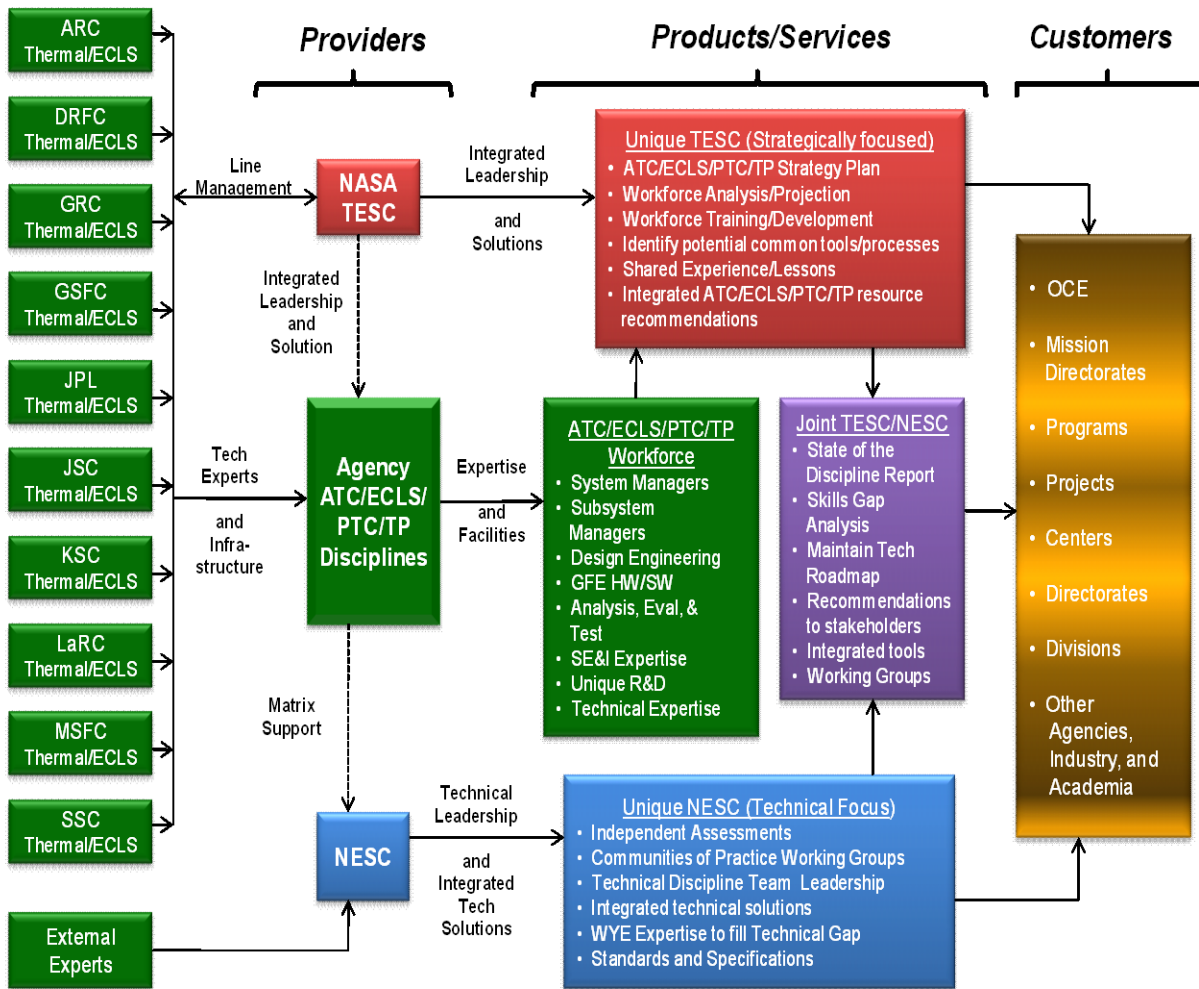 Providers
Products/Services
Customers
ARC
Thermal/ECLS
DRFC
Thermal/ECLS
GRC
Thermal/ECLS
GSFC
Thermal/ECLS
JPL
Thermal/ECLS
JSC
Thermal/ECLS
KSC
Thermal/ECLS
LaRC
Thermal/ECLS
MSFC
Thermal/ECLS
SSC
Thermal/ECLS
External
Experts
Line
Management
Tech
Experts
and
Infra-
structure
NASA
TESC
Integrated
Leadership
and
Solution
Agency
ATC/ECLS/
PTC/TP
Disciplines
Matrix
Support
NESC
Integrated
Leadership
and
Solutions
Expertise
and
Facilities
Technical
Leadership
and
Integrated
Tech
Solutions
Unique TESC (Strategically focused)
• ATC/ECLS/PTC/TP Strategy Plan
• Workforce Analysis/Projection
• Workforce Training/Development
• Identify potential common tools/processes
• Shared Experience/Lessons
• Integrated ATC/ECLS/PTC/TP resource
recommendations
ATC/ECLS/PTC/TP
Workforce
• System Managers
• Subsystem
Managers
• Design Engineering
• GFE HW/SW
• Analysis, Eval, &
Test
• SE&I Expertise
• Unique R&D
• Technical Expertise
Joint TESC/NESC
• State of the
Discipline Report
• Skills Gap
Analysis
• Maintain Tech
Roadmap
• Recommendations
to stakeholders
• Integrated tools
• Working Groups
Unique NESC (Technical Focus)
• Independent Assessments
• Communities of Practice Working Groups
• Technical Discipline Team Leadership
• Integrated technical solutions
• WYE Expertise to fill Technical Gap
• Standards and Specifications
• OCE
• Mission
Directorates
• Programs
• Projects
• Centers
• Directorates
• Divisions
• Other
Agencies,
Industry, and
Academia